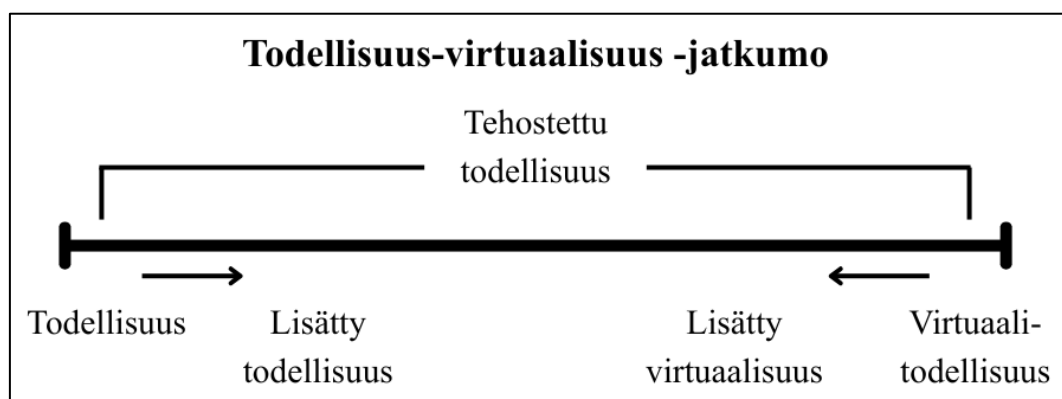 Todellisuus-virtuaalisuus -jatkumo
Tehostettu
todellisuus
Todellisuus
Lisätty
todellisuus
Lisätty
virtuaalisuus
Virtuaali-
todellisuus